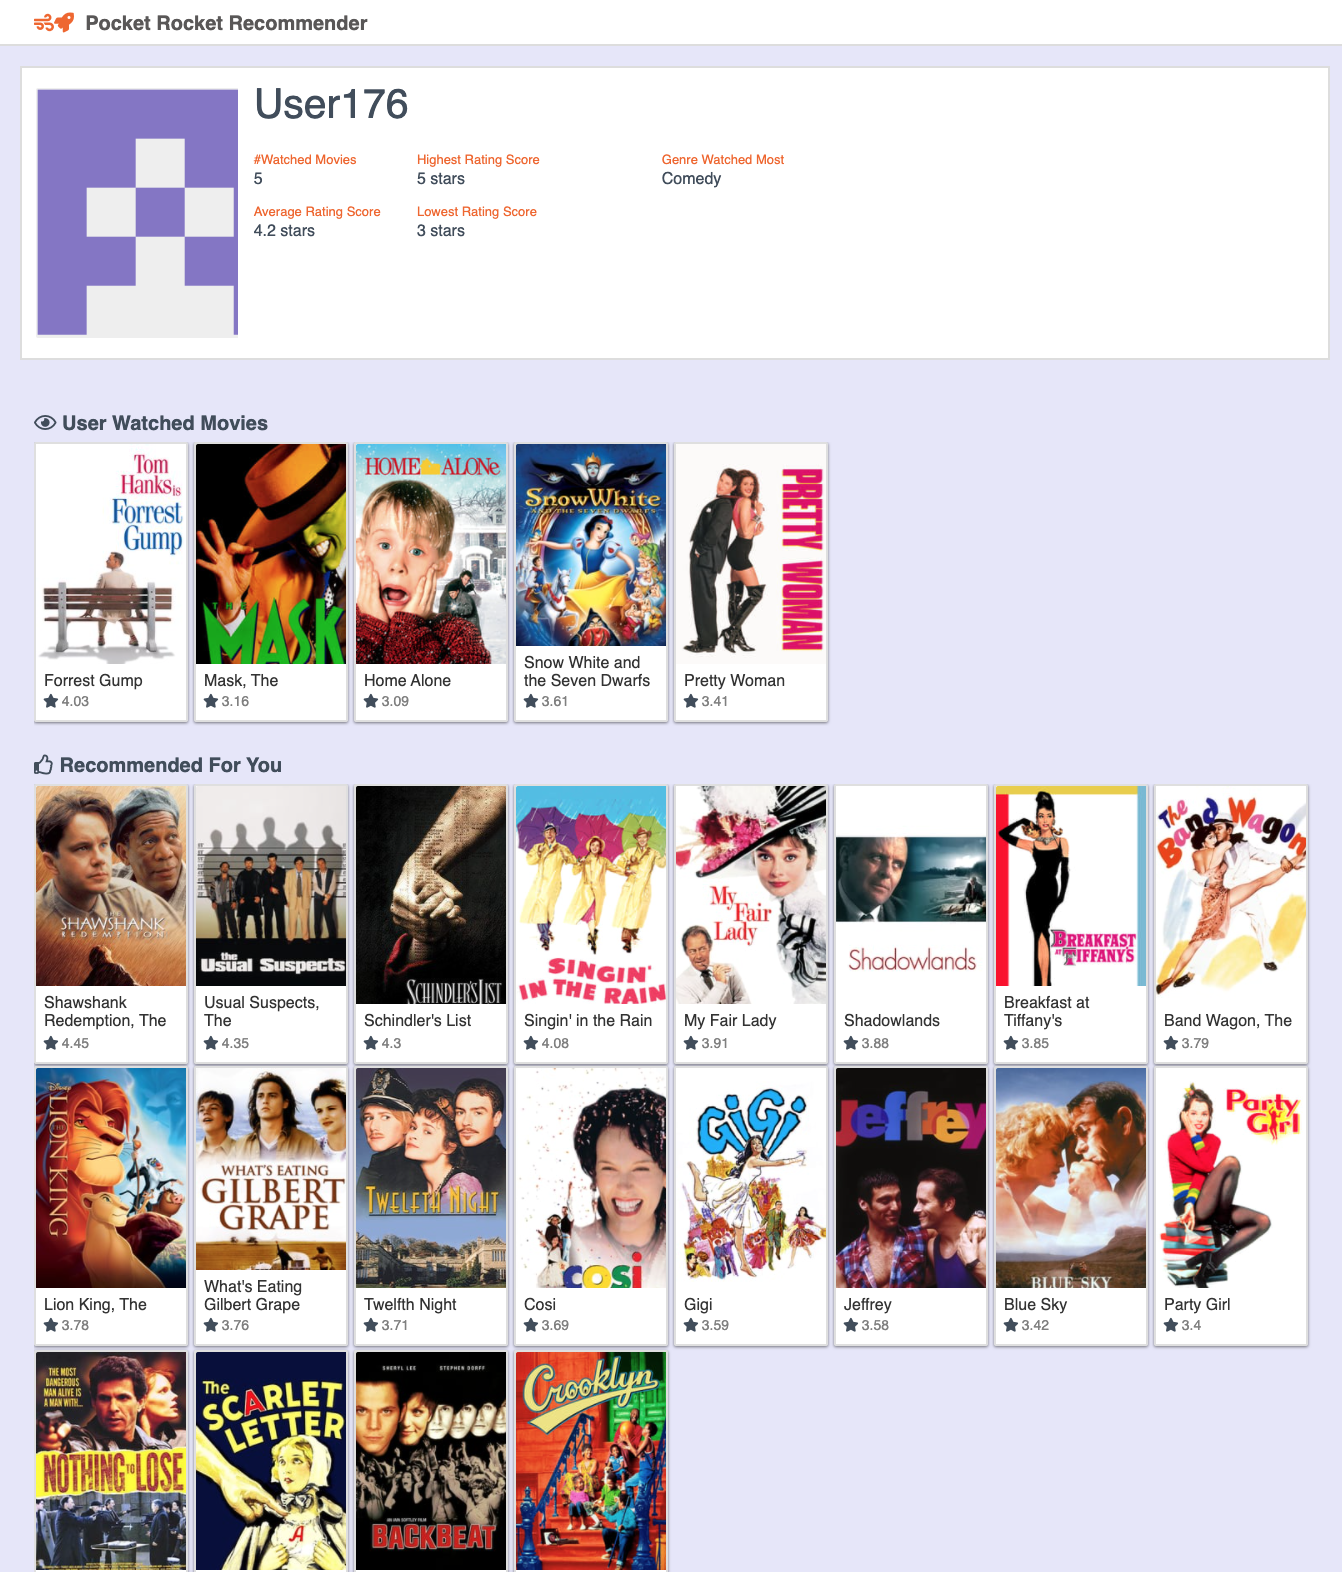 Pocket Rocket Recommender
User176
#Watched Movies
5
Highest Rating Score
5 stars
Genre Watched Most
Comedy
Average Rating Score
4.2 stars
Lowest Rating Score
3 stars
User Watched Movies
Tom
Hanks is
Forrest
Gump
THE
MASK
HOME ALONe
Snow White
AND THE SEVEN DWARFS
PRETTY WOMAN
Forrest Gump
4.03
Mask, The
3.16
Home Alone
3.09
Snow White and
the Seven Dwarfs
3.61
Pretty Woman
3.41
Recommended For You
THE
SHAWSHANK
REDEMPTION
the
Usual Suspects
SCHINDLER'S LIST
SINGIN'
IN THE RAIN
My
Fair
Lady
Shadowlands
BREAKFAST
AT TIFFANY'S
The
Band Wagon
Shawshank
Redemption, The
4.45
Usual Suspects,
The
4.35
Schindler's List
4.3
Singin' in the Rain
4.08
My Fair Lady
3.91
Shadowlands
3.88
Breakfast at
Tiffany's
3.85
Band Wagon, The
3.79
Disney
THE
LION KING
WHAT'S EATING
GILBERT
GRAPE
TWELFTH NIGHT
COSI
GIGI
Jeffrey
BLUE SKY
Party
Girl
Lion King, The
3.78
What's Eating
Gilbert Grape
3.76
Twelfth Night
3.71
Cosi
3.69
Gigi
3.59
Jeffrey
3.58
Blue Sky
3.42
Party Girl
3.4
THE MOST
DANGEROUS
MAN ALIVE IS
A MAN WITH...
NOTHING TO LOSE
The
SCARLET
LETTER
A
SHERYL LEE STEPHEN DORFF
AN IAIN SOFTLEY FILM
BACKBEAT
Crooklyn